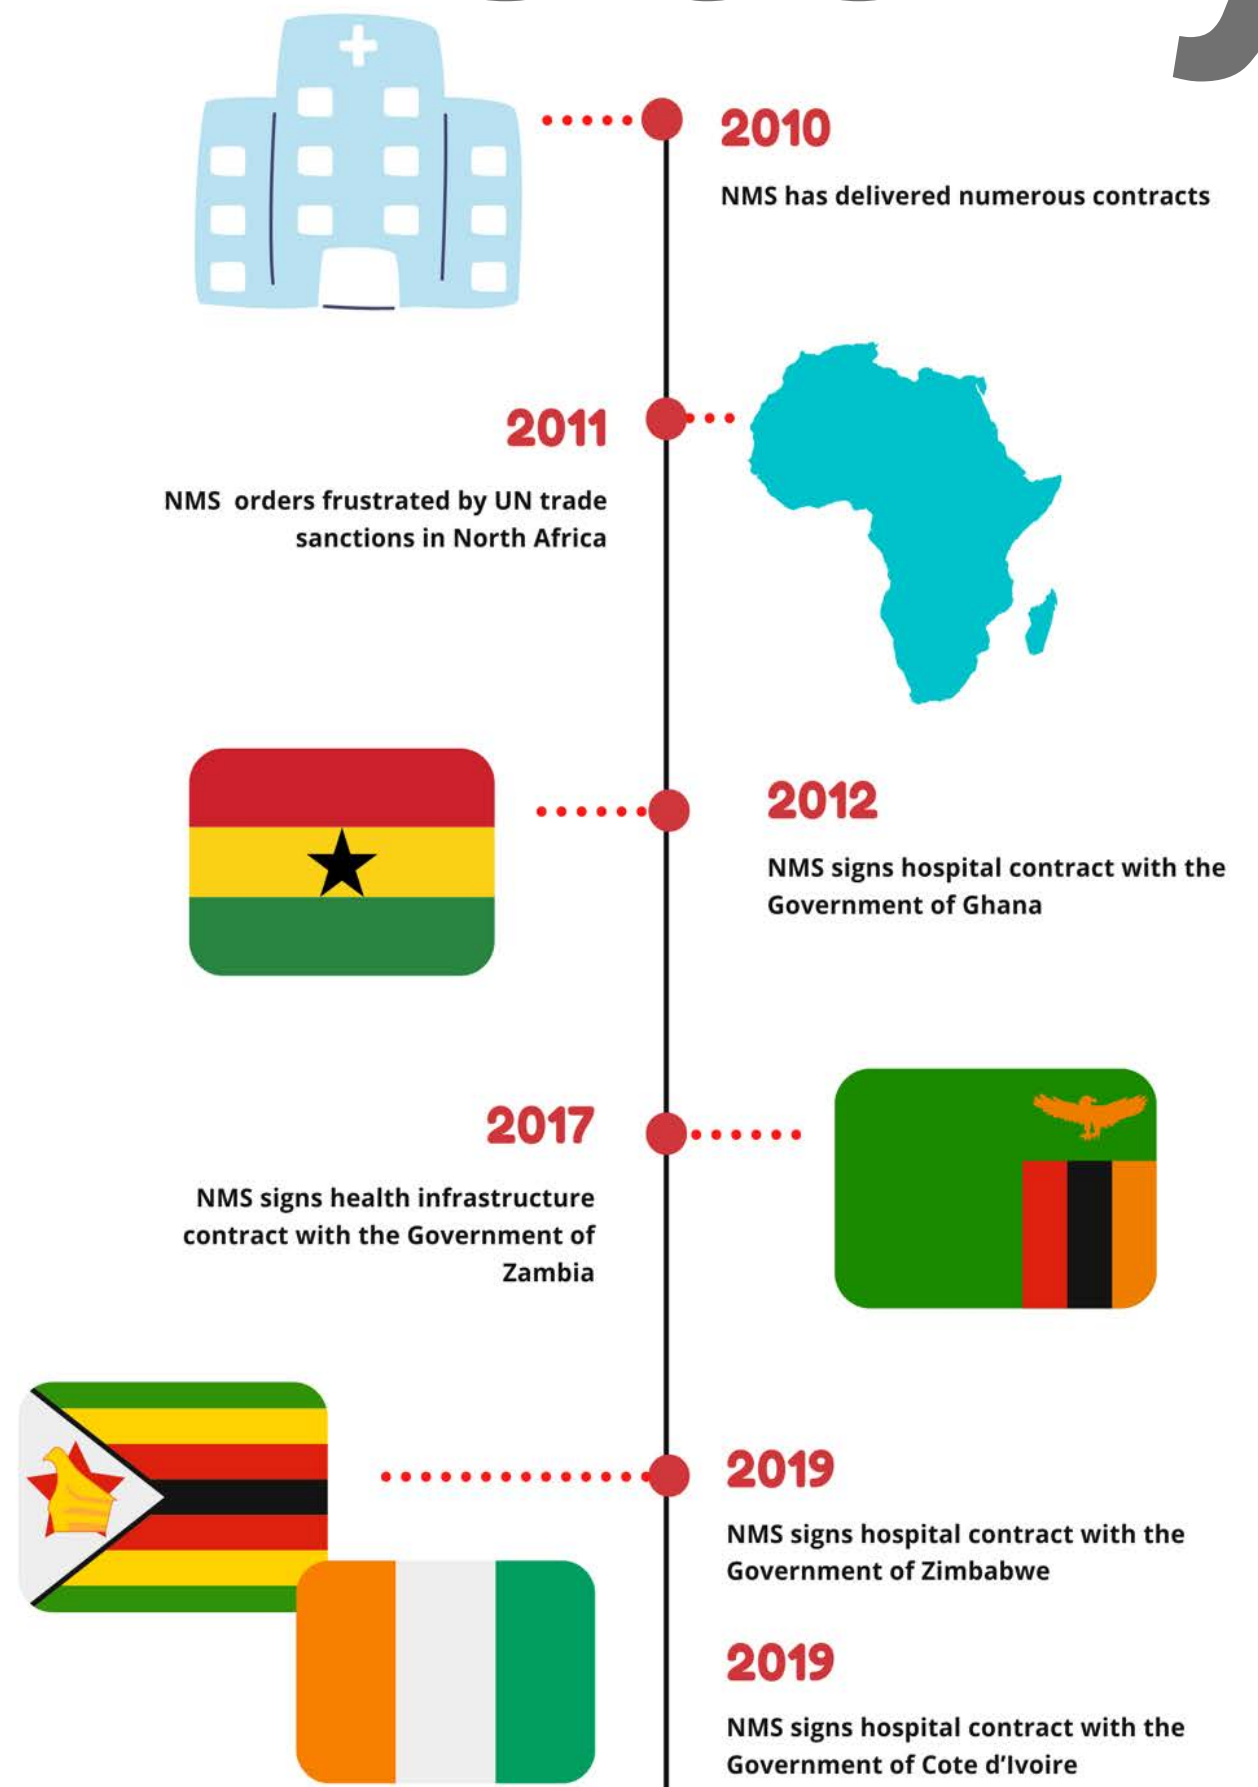 2010
NMS has delivered numerous contracts
2011
NMS orders frustrated by UN trade
sanctions in North Africa
2012
NMS signs hospital contract with the
Government of Ghana
2017
NMS signs health infrastructure
contract with the Government of
Zambia
2019
NMS signs hospital contract with the
Government of Zimbabwe
2019
NMS signs hospital contract with the
Government of Cote d'Ivoire